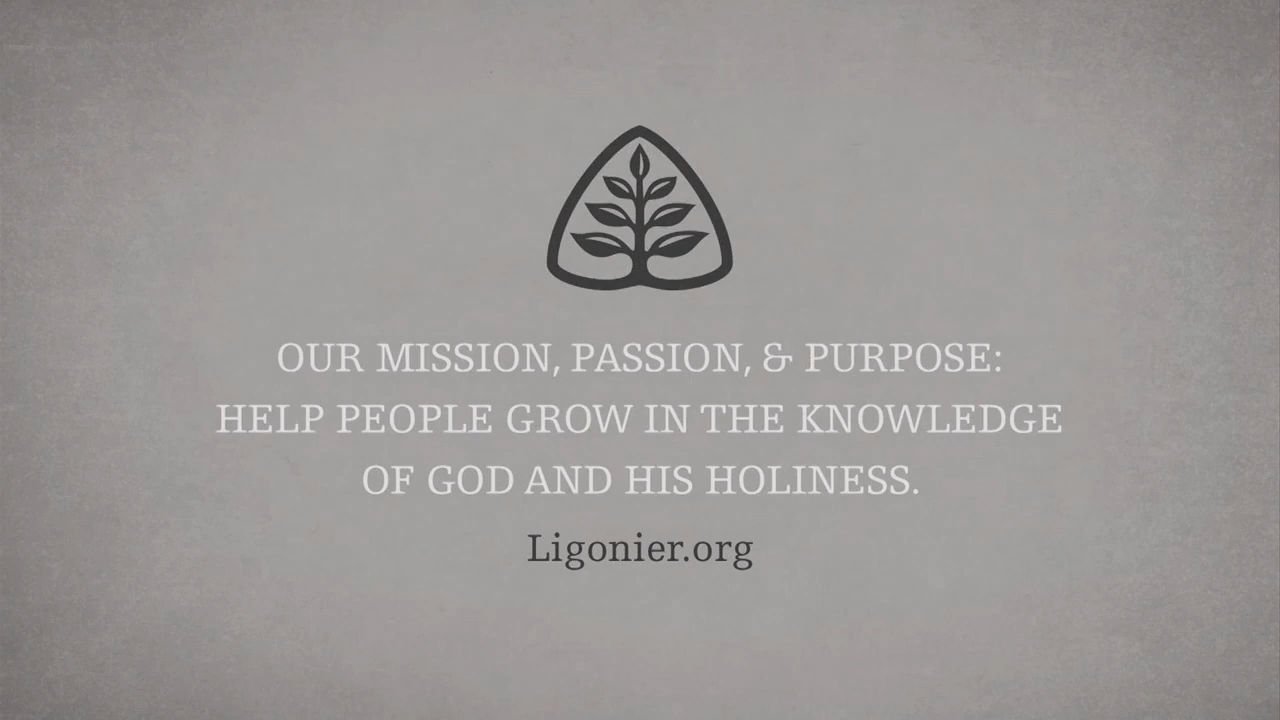 OUR MISSION, PASSION, & PURPOSE:
HELP PEOPLE GROW IN THE KNOWLEDGE
OF GOD AND HIS HOLINESS.
Ligonier.org